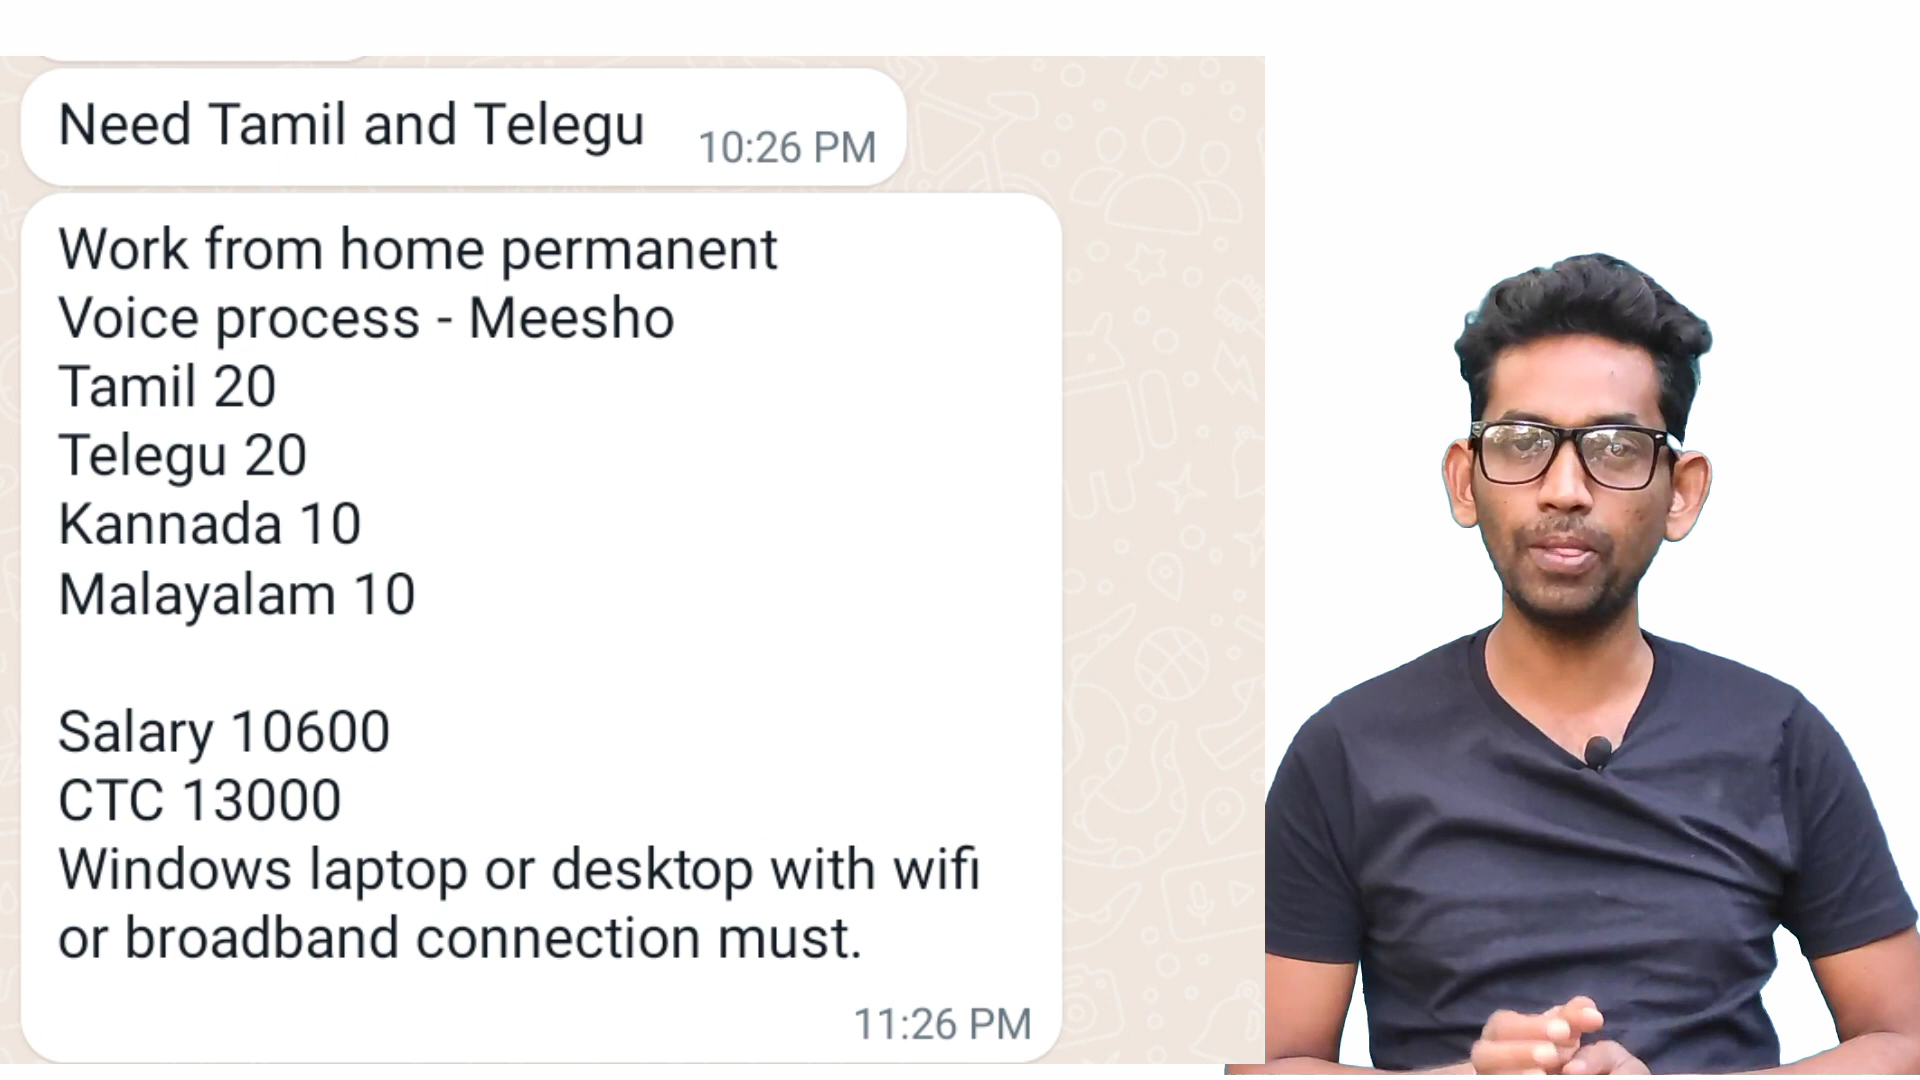 Need Tamil and Telegu
10:26 PM
Work from home permanent
Voice process - Meesho
Tamil 20
Telegu 20
Kannada 10
Malayalam 10
Salary 10600
CTC 13000
Windows laptop or desktop with wifi
or broadband connection must.
11:26 PM